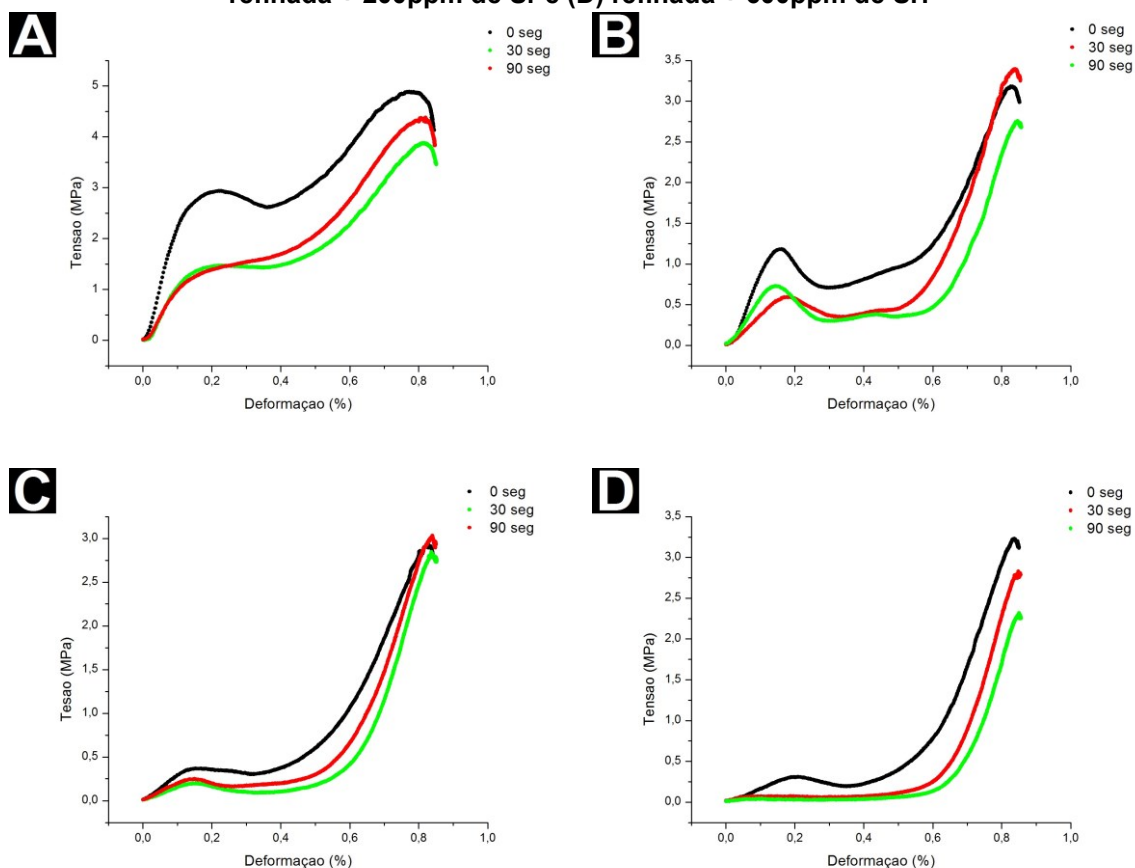 200ppm de SP e (D)
A
0 seg
30 seg
90 seg
5
4
3
2
1
0
Tensao (MPa)
0,0 0,2 0,4 0,6 0,8 1,0
Deformaçao (%)
B
0 seg
30 seg
90 seg
3,5
3,0
2,5
2,0
1,5
1,0
0,5
0,0
Tensao (MPa)
0,0 0,2 0,4 0,6 0,8 1,0
Deformaçao (%)
C
0 seg
30 seg
90 seg
3,0
2,5
2,0
1,5
1,0
0,5
0,0
Tesao (MPa)
0,0 0,2 0,4 0,6 0,8 1,0
Deformaçao (%)
D
0 seg
30 seg
90 seg
3,5
3,0
2,5
2,0
1,5
1,0
0,5
0,0
Tensao (MPa)
0,0 0,2 0,4 0,6 0,8 1,0
Deformaçao (%)